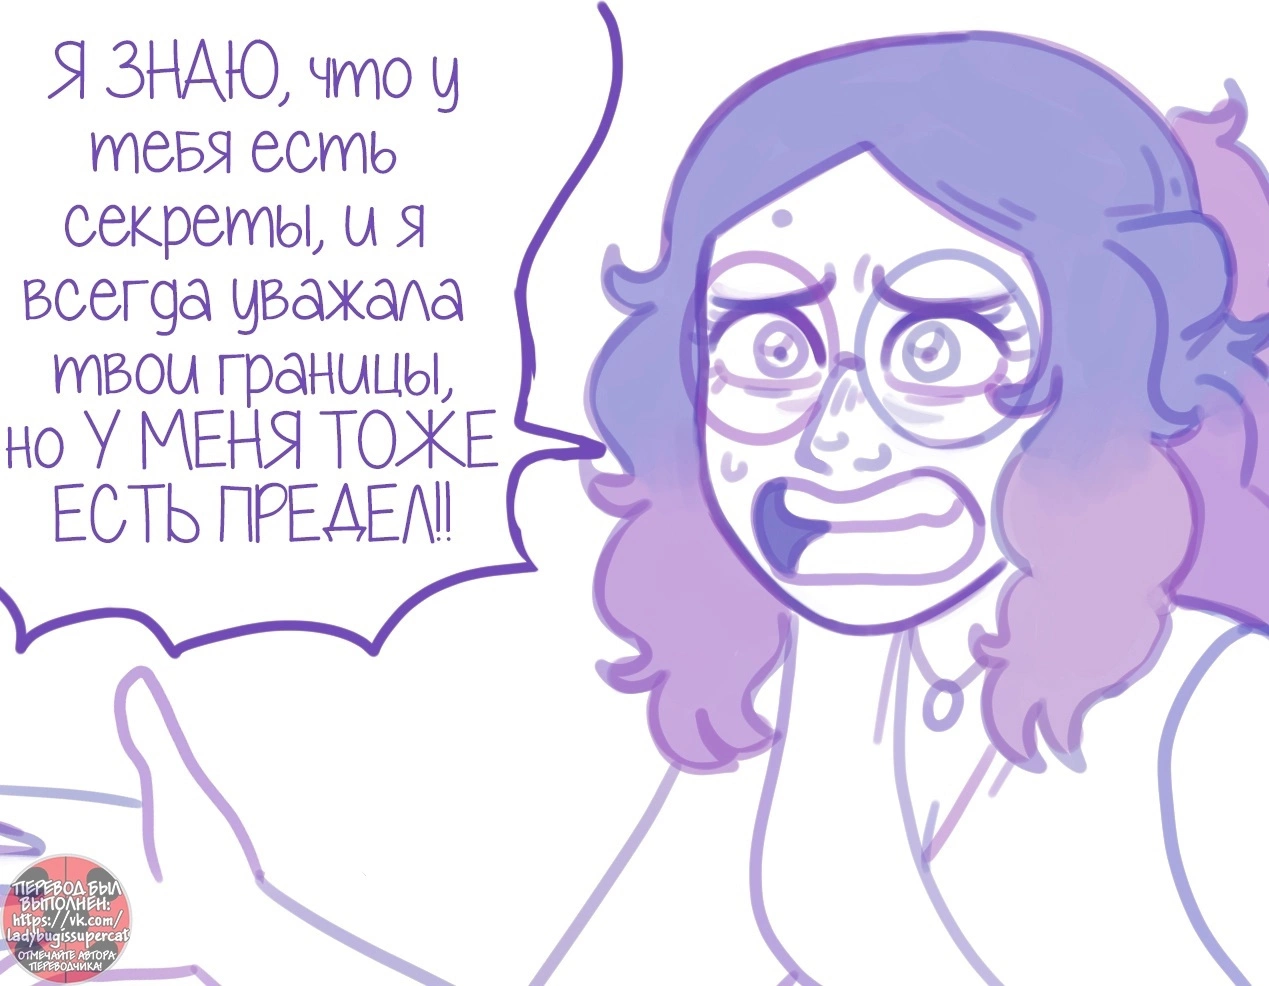 Я ЗНАЮ, что у
тебя есть
секреты, и я
всегда уважала
твои границы,
но У МЕНЯ ТОЖЕ
ЕСТЬ ПРЕДЕЛ!!
ПЕРЕВОД БЫЛ
ВЫПОЛНЕН:
https://vk.com/
ladybugissupercat
ОТМЕЧАЙТЕ АВТОРА
ПЕРЕВОДЧИКА!